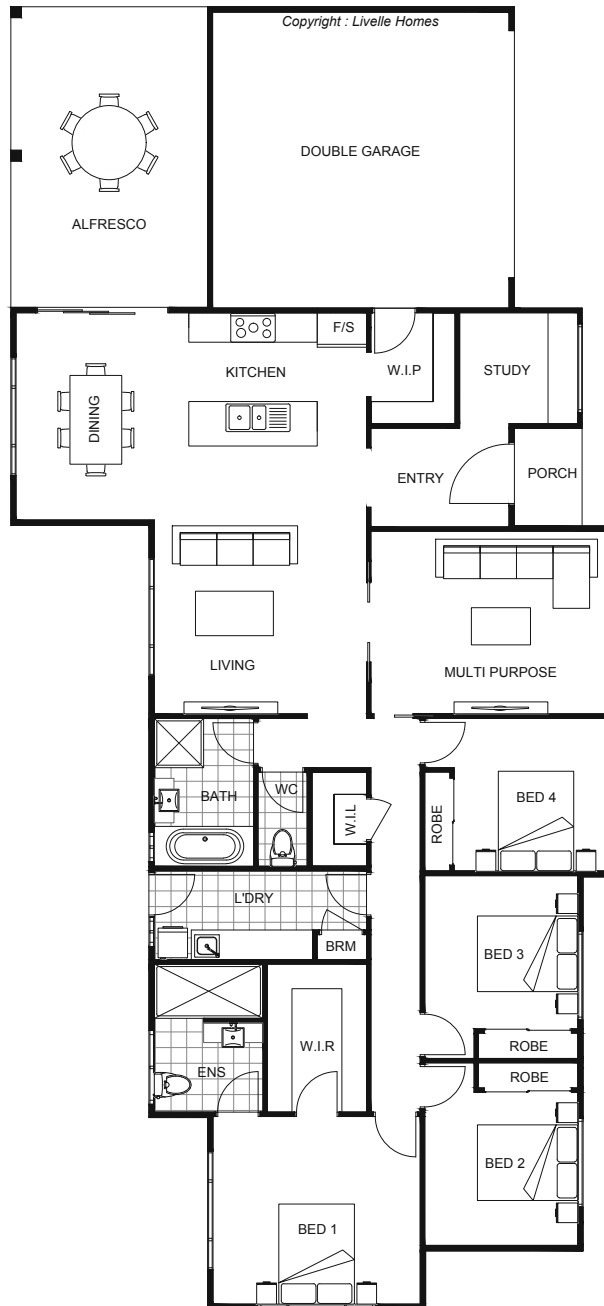 Copyright : Livelle Homes
DOUBLE GARAGE
ALFRESCO
F/S
KITCHEN
W.I.P
STUDY
DINING
ENTRY
PORCH
LIVING
MULTI PURPOSE
BATH
WC
W.I.L
ROBE
BED 4
L'DRY
BRM
BED 3
W.I.R
ROBE
ENS
ROBE
BED 2
BED 1